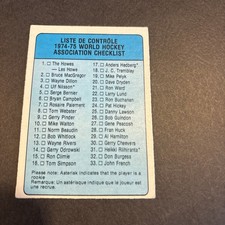 LISTE DE CONTRÔLE
1974-75 WORLD HOCKEY
ASSOCIATION CHECKLIST
1. ☐ The Howes
Les Howe
2. ☐ Bruce MacGregor
3. ☐ Wayne Dillon
4. ☐ Ulf Nilsson*
5. ☐ Serge Bernier
6. ☐ Bryan Campbell
7. ☐ Rosaire Paiement
8. ☐ Tom Webster
9. ☐ Gerry Pinder
10. ☐ Mike Walton
11. ☐ Norm Beaudin
12. ☐ Bob Whitlock
13. ☐ Wayne Rivers
14. ☐ Gerry Odrowski
15. ☐ Ron Climie
16. ☐ Tom Simpson
17. ☐ Anders Hedberg*
18. ☐ J. C. Tremblay
19. ☐ Mike Pelyk
20. ☐ Dave Dryden
21. ☐ Ron Ward
22. ☐ Larry Lund
23. ☐ Ron Buchanan
24. ☐ Pat Hickey
25. ☐ Danny Lawson
26. ☐ Bob Guindon
27. ☐ Gene Peacosh
28. ☐ Fran Huck
29. ☐ Al Hamilton
30. ☐ Gerry Cheevers
31. ☐ Heikki Riihiranta*
32. ☐ Don Burgess
33. ☐ John French
Please note: Asterisk indicates that the player is
a rookie
Remarque: Un astérisque indique que le joueur est
une recrue.